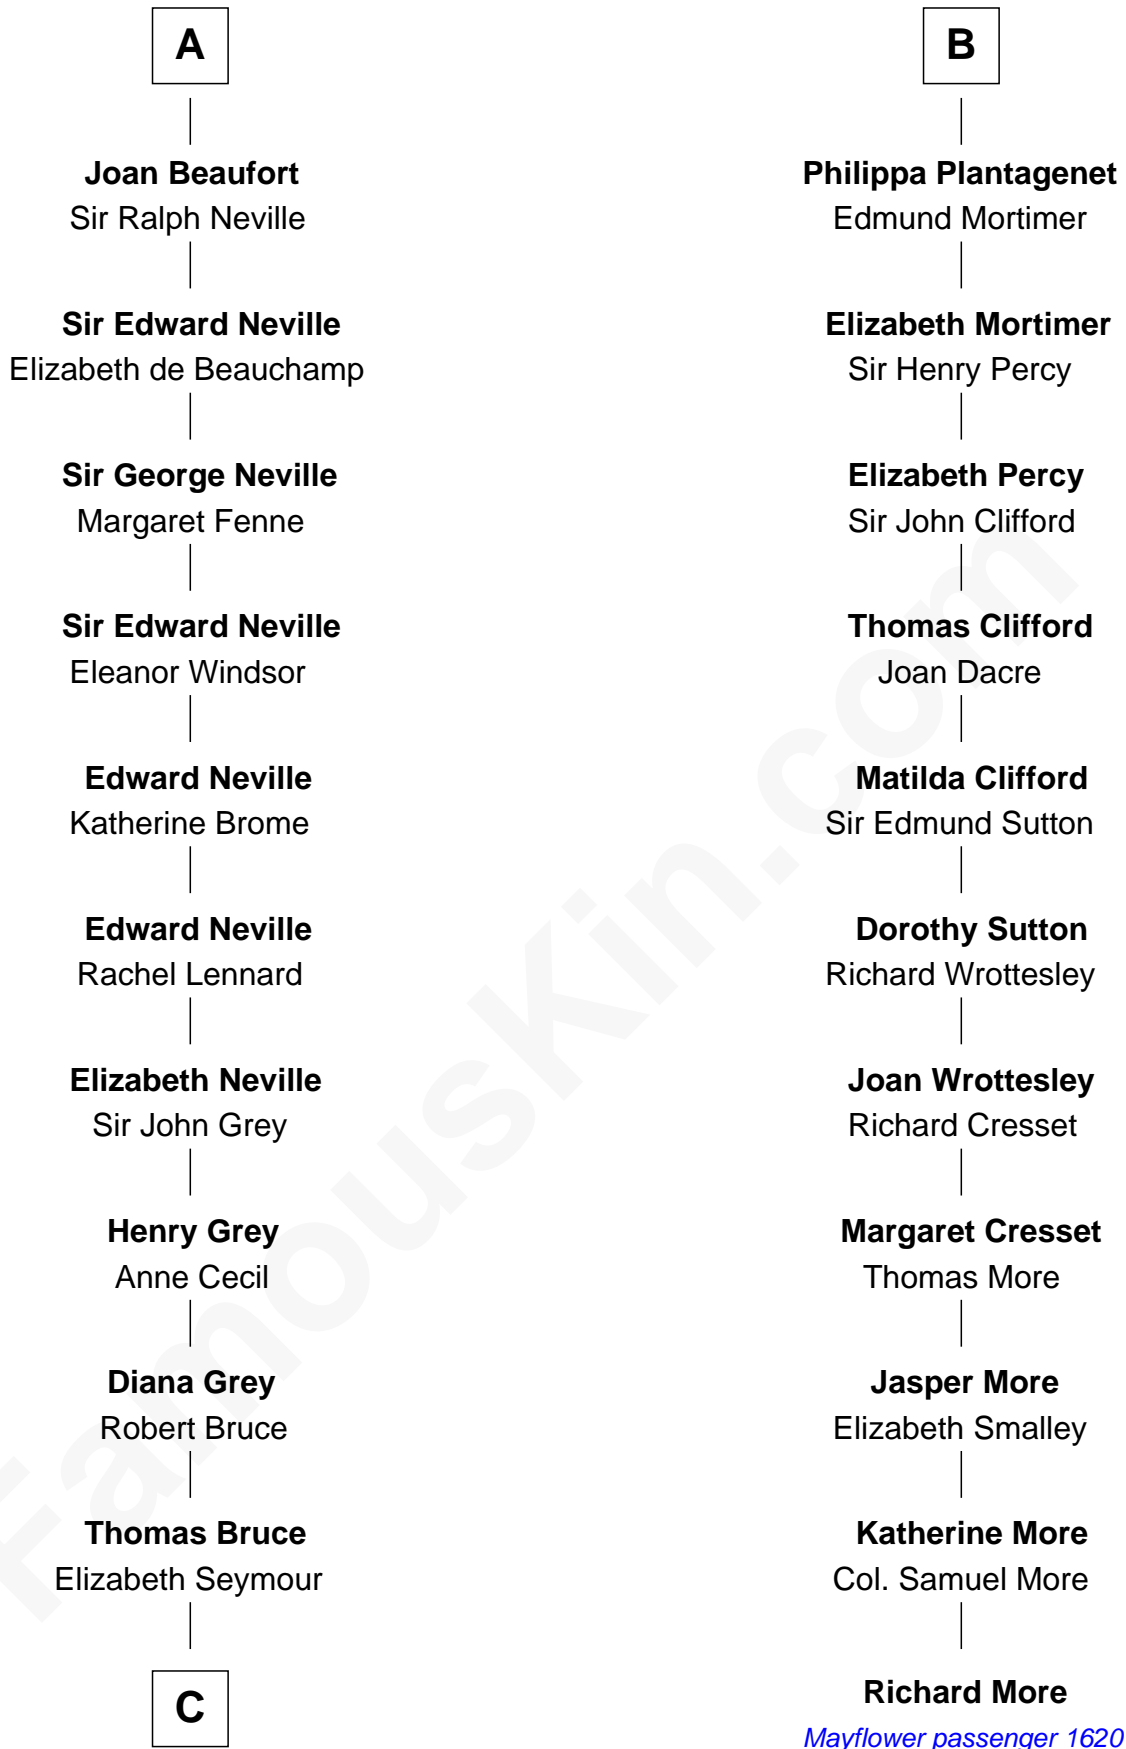 A
Joan Beaufort
Sir Ralph Neville
Sir Edward Neville
Elizabeth de Beauchamp
Sir George Neville
Margaret Fenne
Sir Edward Neville
Eleanor Windsor
Edward Neville
Katherine Brome
Edward Neville
Rachel Lennard
Elizabeth Neville
Sir John Grey
Henry Grey
Anne Cecil
Diana Grey
Robert Bruce
Thomas Bruce
Elizabeth Seymour
C
B
Philippa Plantagenet
Edmund Mortimer
Elizabeth Mortimer
Sir Henry Percy
Elizabeth Percy
Sir John Clifford
Thomas Clifford
Joan Dacre
Matilda Clifford
Sir Edmund Sutton
Dorothy Sutton
Richard Wrottesley
Joan Wrottesley
Richard Cresset
Margaret Cresset
Thomas More
Jasper More
Elizabeth Smalley
Katherine More
Col. Samuel More
Richard More
Mayflower passenger 1620
FamousKin.com